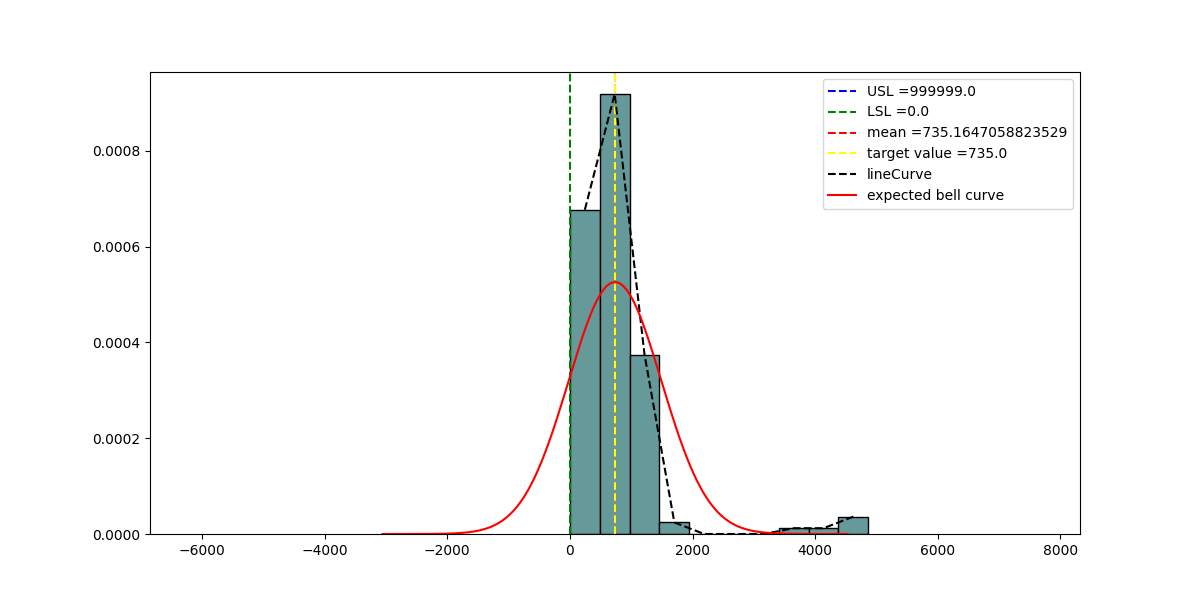 USL =999999.0
LSL =0.0
mean =735.1647058823529
target value =735.0
lineCurve
expected bell curve
0.0008
0.0006
0.0004
0.0002
0.0000
−6000 −4000 −2000 0 2000 4000 6000 8000